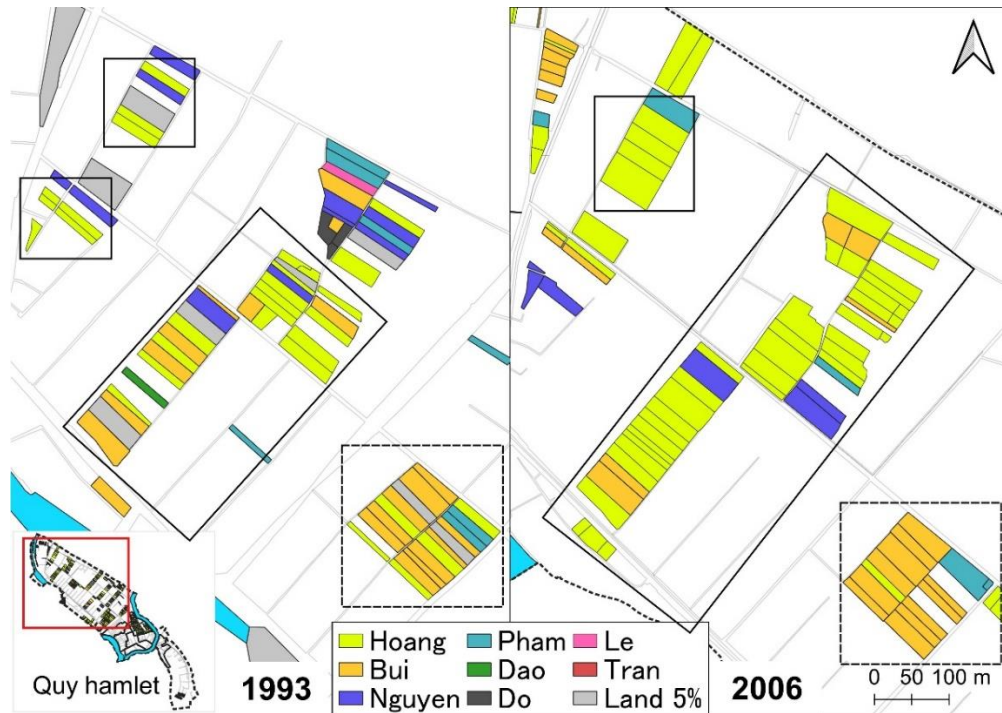 Quy hamlet
1993
Hoang Pham Le
Bui Dao Tran
Nguyen Do Land 5%
2006
0 50 100 m